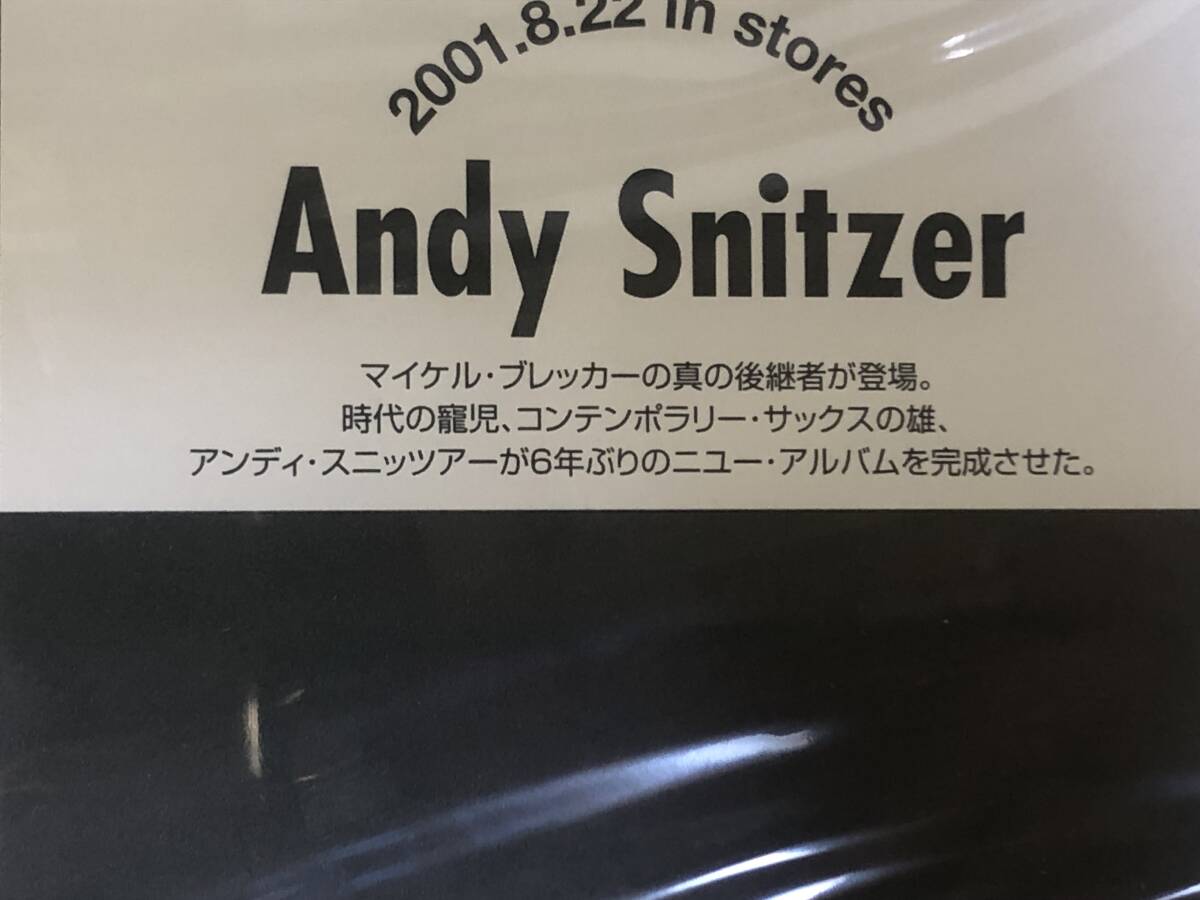 2001.8.22 in stores
Andy Snitzer
マイケル・ブレッカーの真の後継者が登場。
時代の寵児、コンテンポラリー・サックスの雄、
アンディ・スニッツアーが6年ぶりのニュー・アルバムを完成させた。